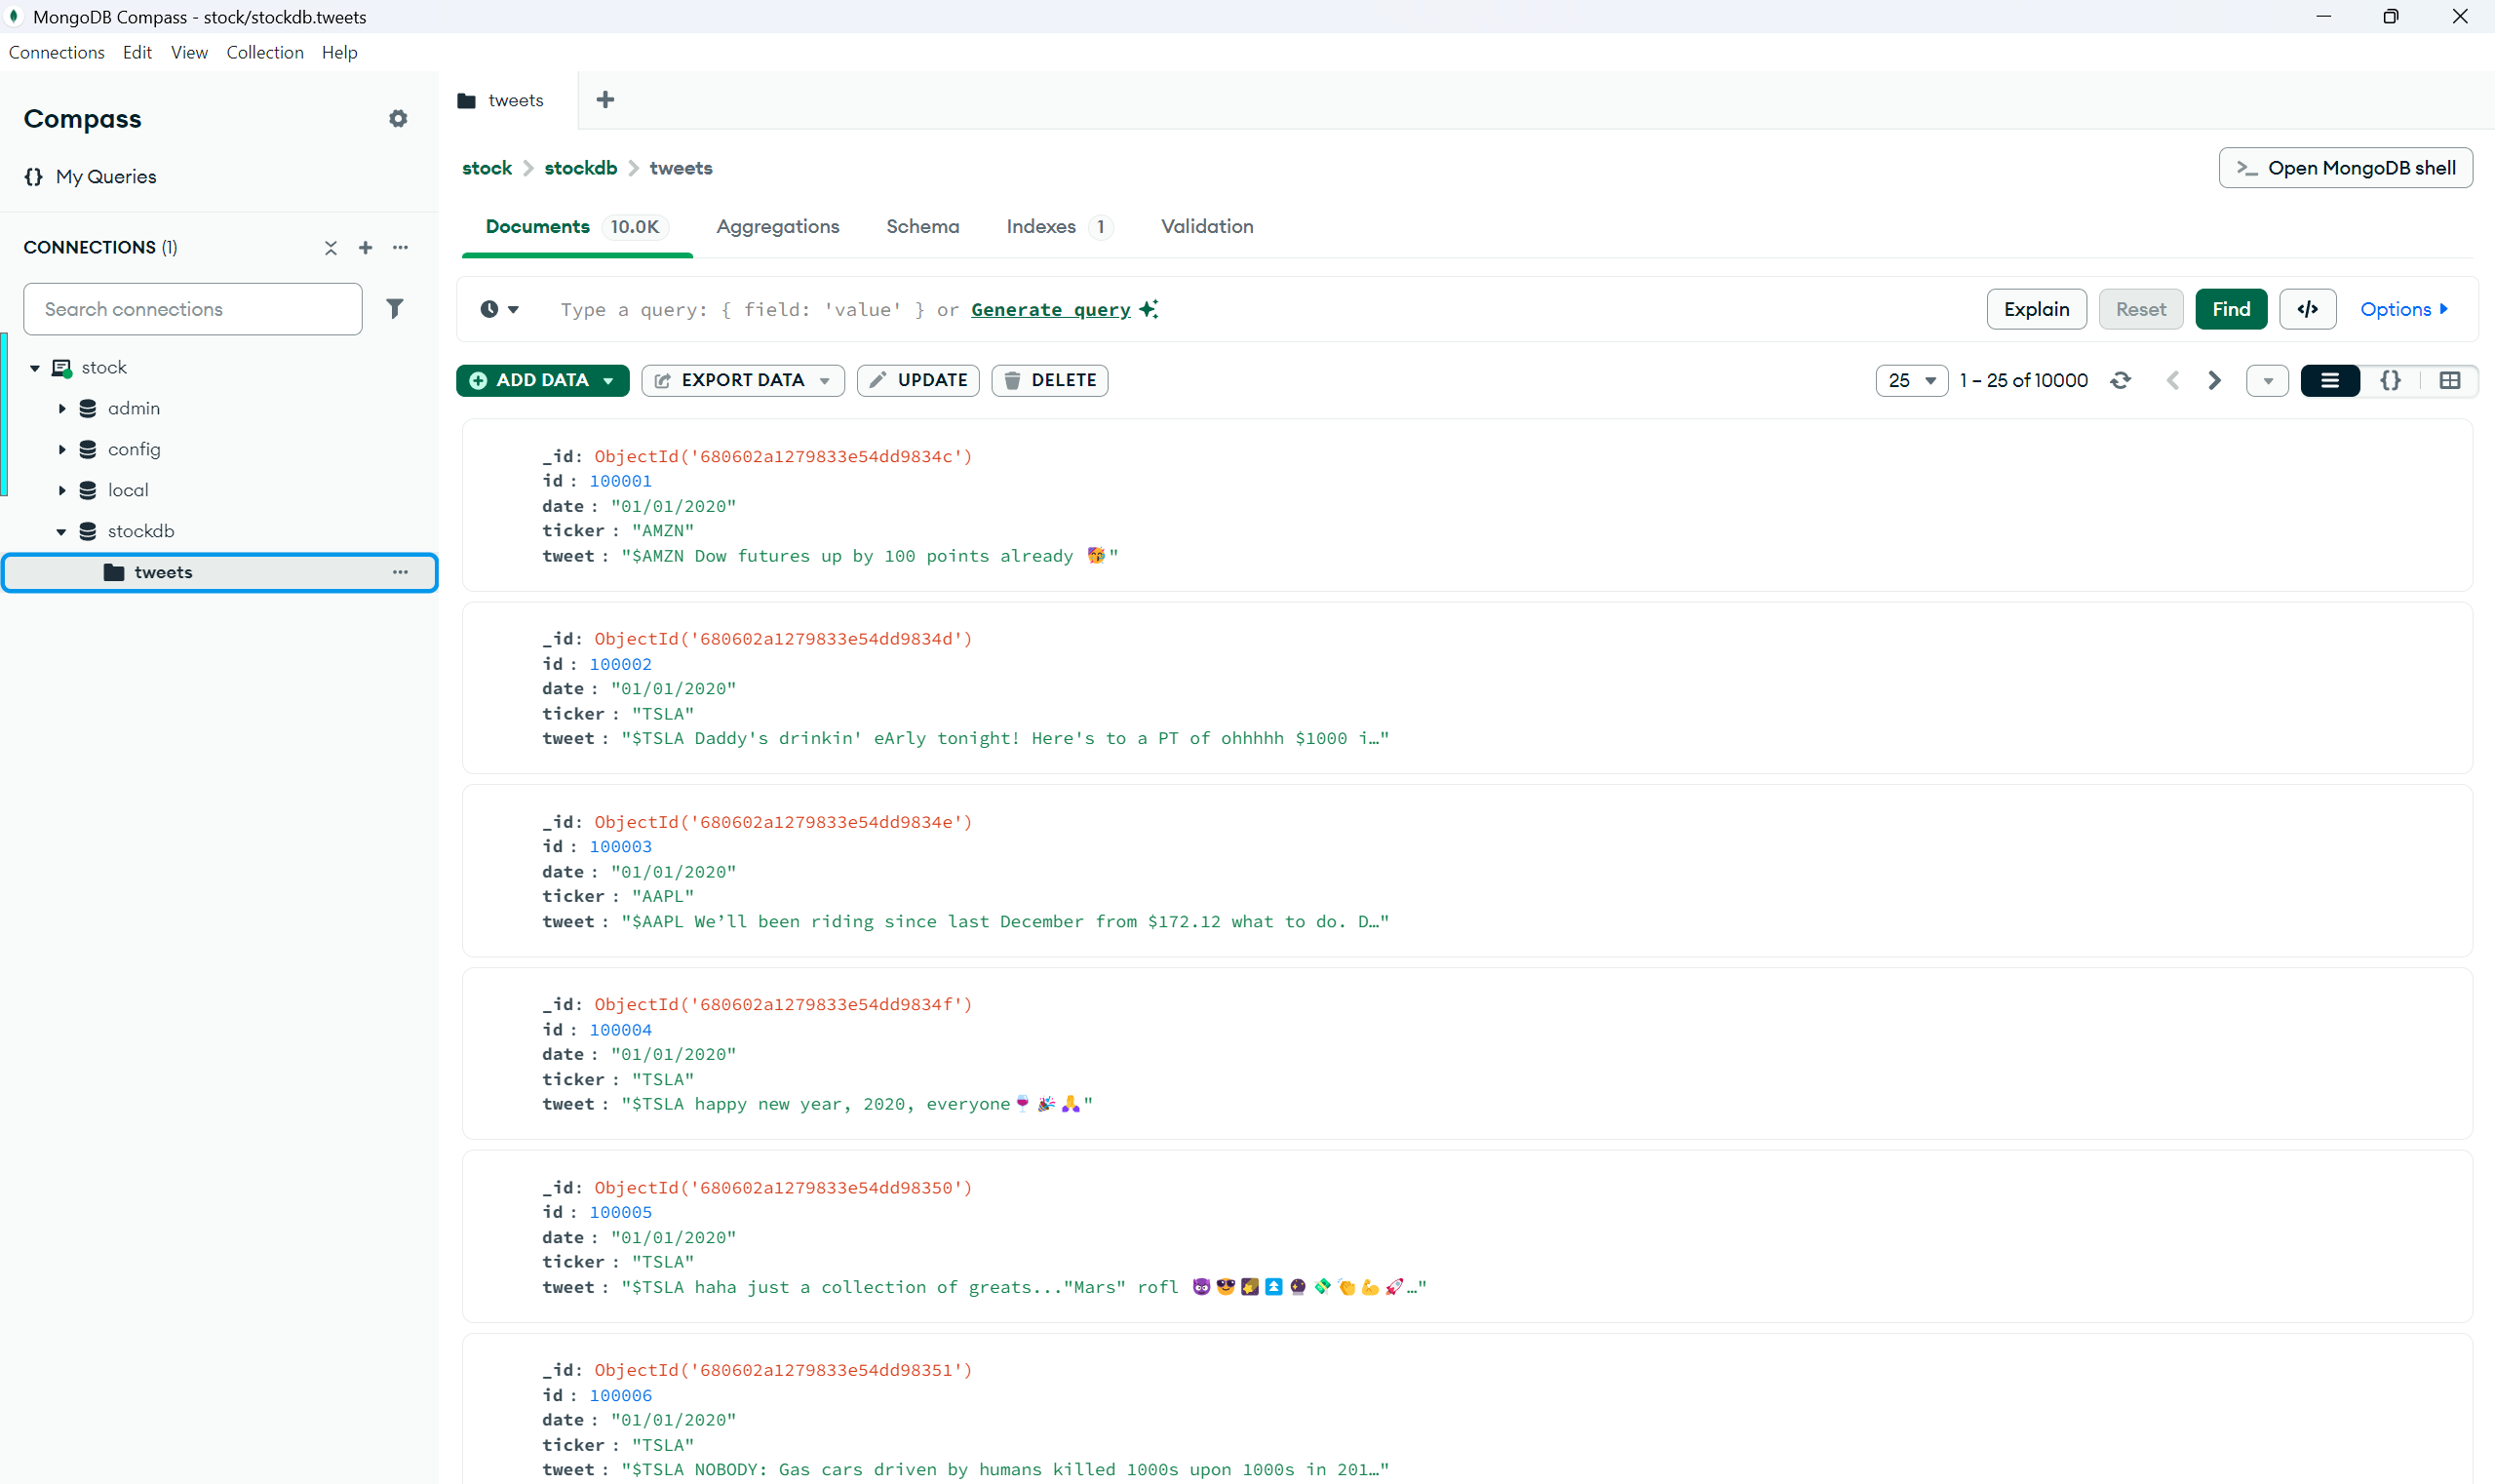 MongoDB Compass - stock/stockdb.tweets
Connections Edit View Collection Help
Compass
{} My Queries
CONNECTIONS (1)
Search connections
stock
admin
config
local
stockdb
tweets
tweets
stock > stockdb > tweets
>_ Open MongoDB shell
Documents 10.0K Aggregations Schema Indexes 1 Validation
Type a query: { field: 'value' } or Generate query
Explain Reset Find </> Options
ADD DATA EXPORT DATA UPDATE DELETE
25 1 – 25 of 10000 {}
_id: ObjectId('680602a1279833e54dd9834c')
id : 100001
date : "01/01/2020"
ticker : "AMZN"
tweet : "$AMZN Dow futures up by 100 points already 🥳"
_id: ObjectId('680602a1279833e54dd9834d')
id : 100002
date : "01/01/2020"
ticker : "TSLA"
tweet : "$TSLA Daddy's drinkin' eArly tonight! Here's to a PT of ohhhhh $1000 i…"
_id: ObjectId('680602a1279833e54dd9834e')
id : 100003
date : "01/01/2020"
ticker : "AAPL"
tweet : "$AAPL We’ll been riding since last December from $172.12 what to do. D…"
_id: ObjectId('680602a1279833e54dd9834f')
id : 100004
date : "01/01/2020"
ticker : "TSLA"
tweet : "$TSLA happy new year, 2020, everyone🍷🎉🙏"
_id: ObjectId('680602a1279833e54dd98350')
id : 100005
date : "01/01/2020"
ticker : "TSLA"
tweet : "$TSLA haha just a collection of greats..."Mars" rofl 😈😎🌠⏫🔮💸👏💪🚀…"
_id: ObjectId('680602a1279833e54dd98351')
id : 100006
date : "01/01/2020"
ticker : "TSLA"
tweet : "$TSLA NOBODY: Gas cars driven by humans killed 1000s upon 1000s in 201…"